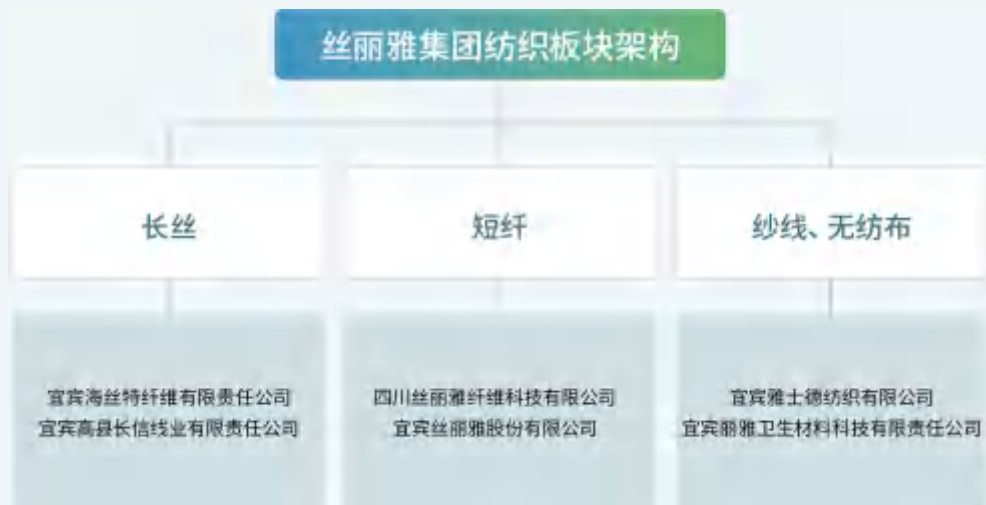 丝丽雅集团纺织板块架构
长丝
短纤
纱线、无纺布
宜宾海丝特纤维有限责任公司
宜宾高县长信线业有限责任公司
四川丝丽雅纤维科技有限公司
宜宾丝丽雅股份有限公司
宜宾雅士德纺织有限公司
宜宾丽雅卫生材料科技有限责任公司